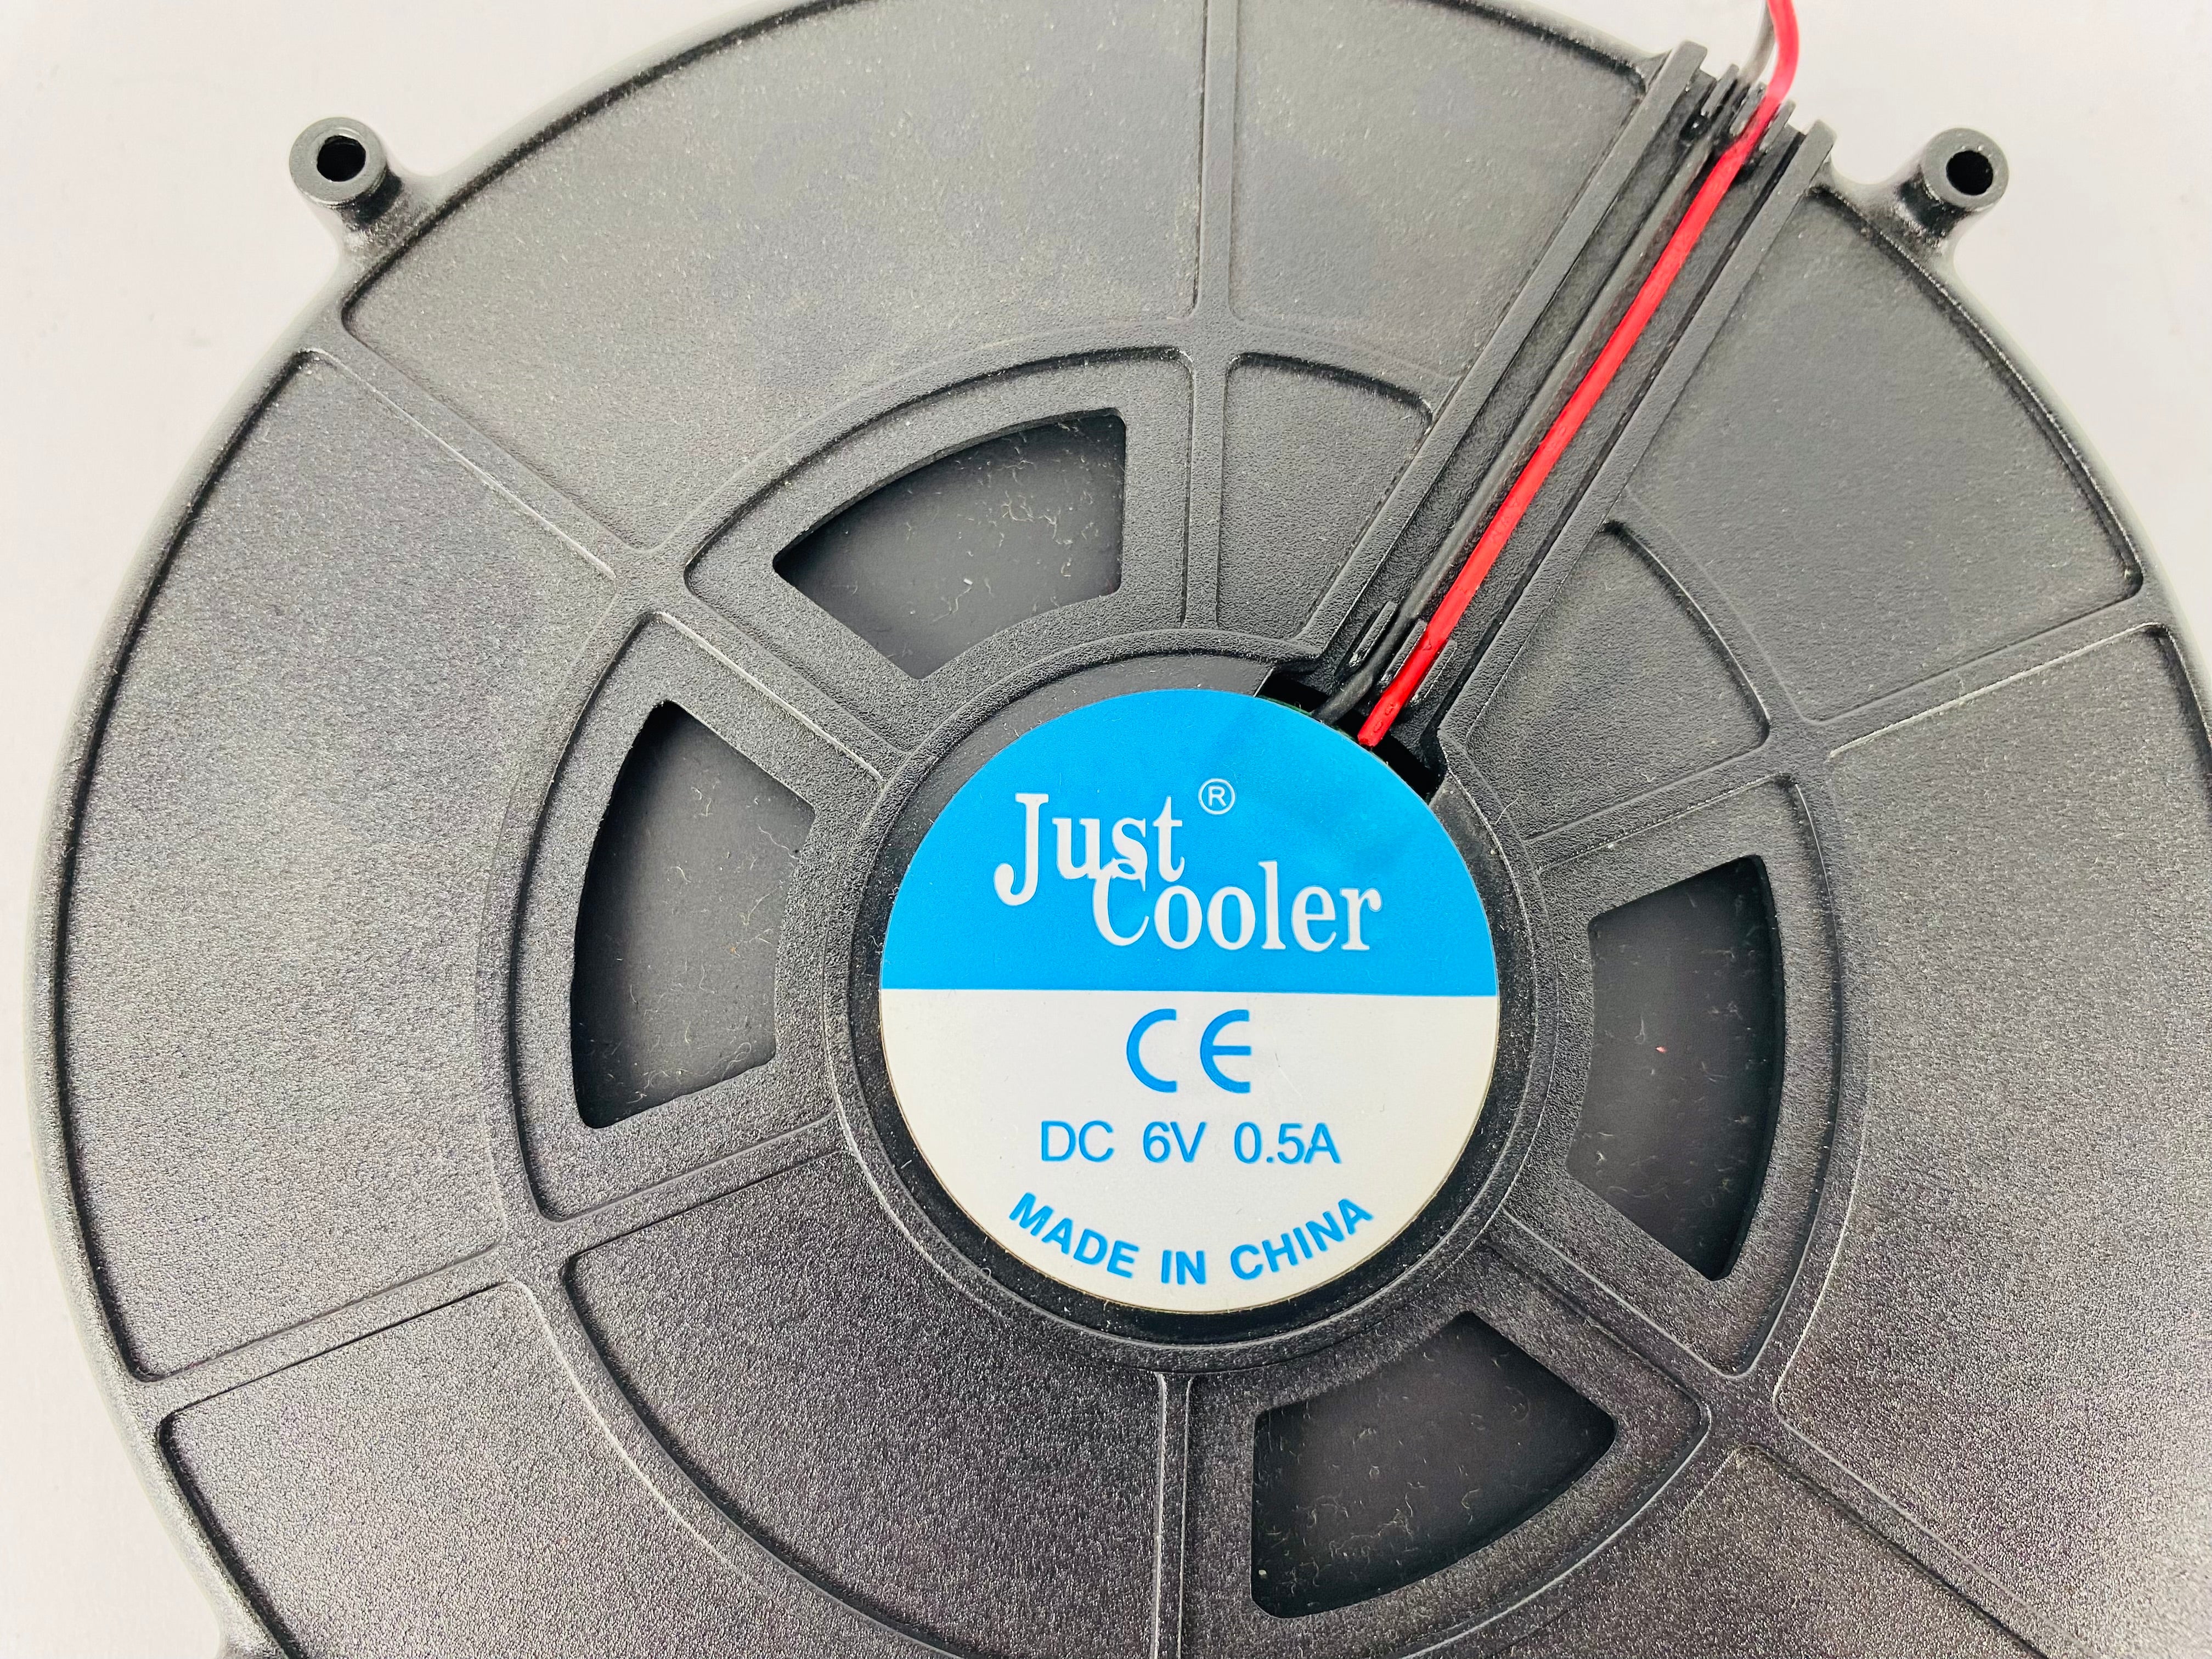 Just ®
Cooler
CE
DC 6V 0.5A
MADE IN CHINA